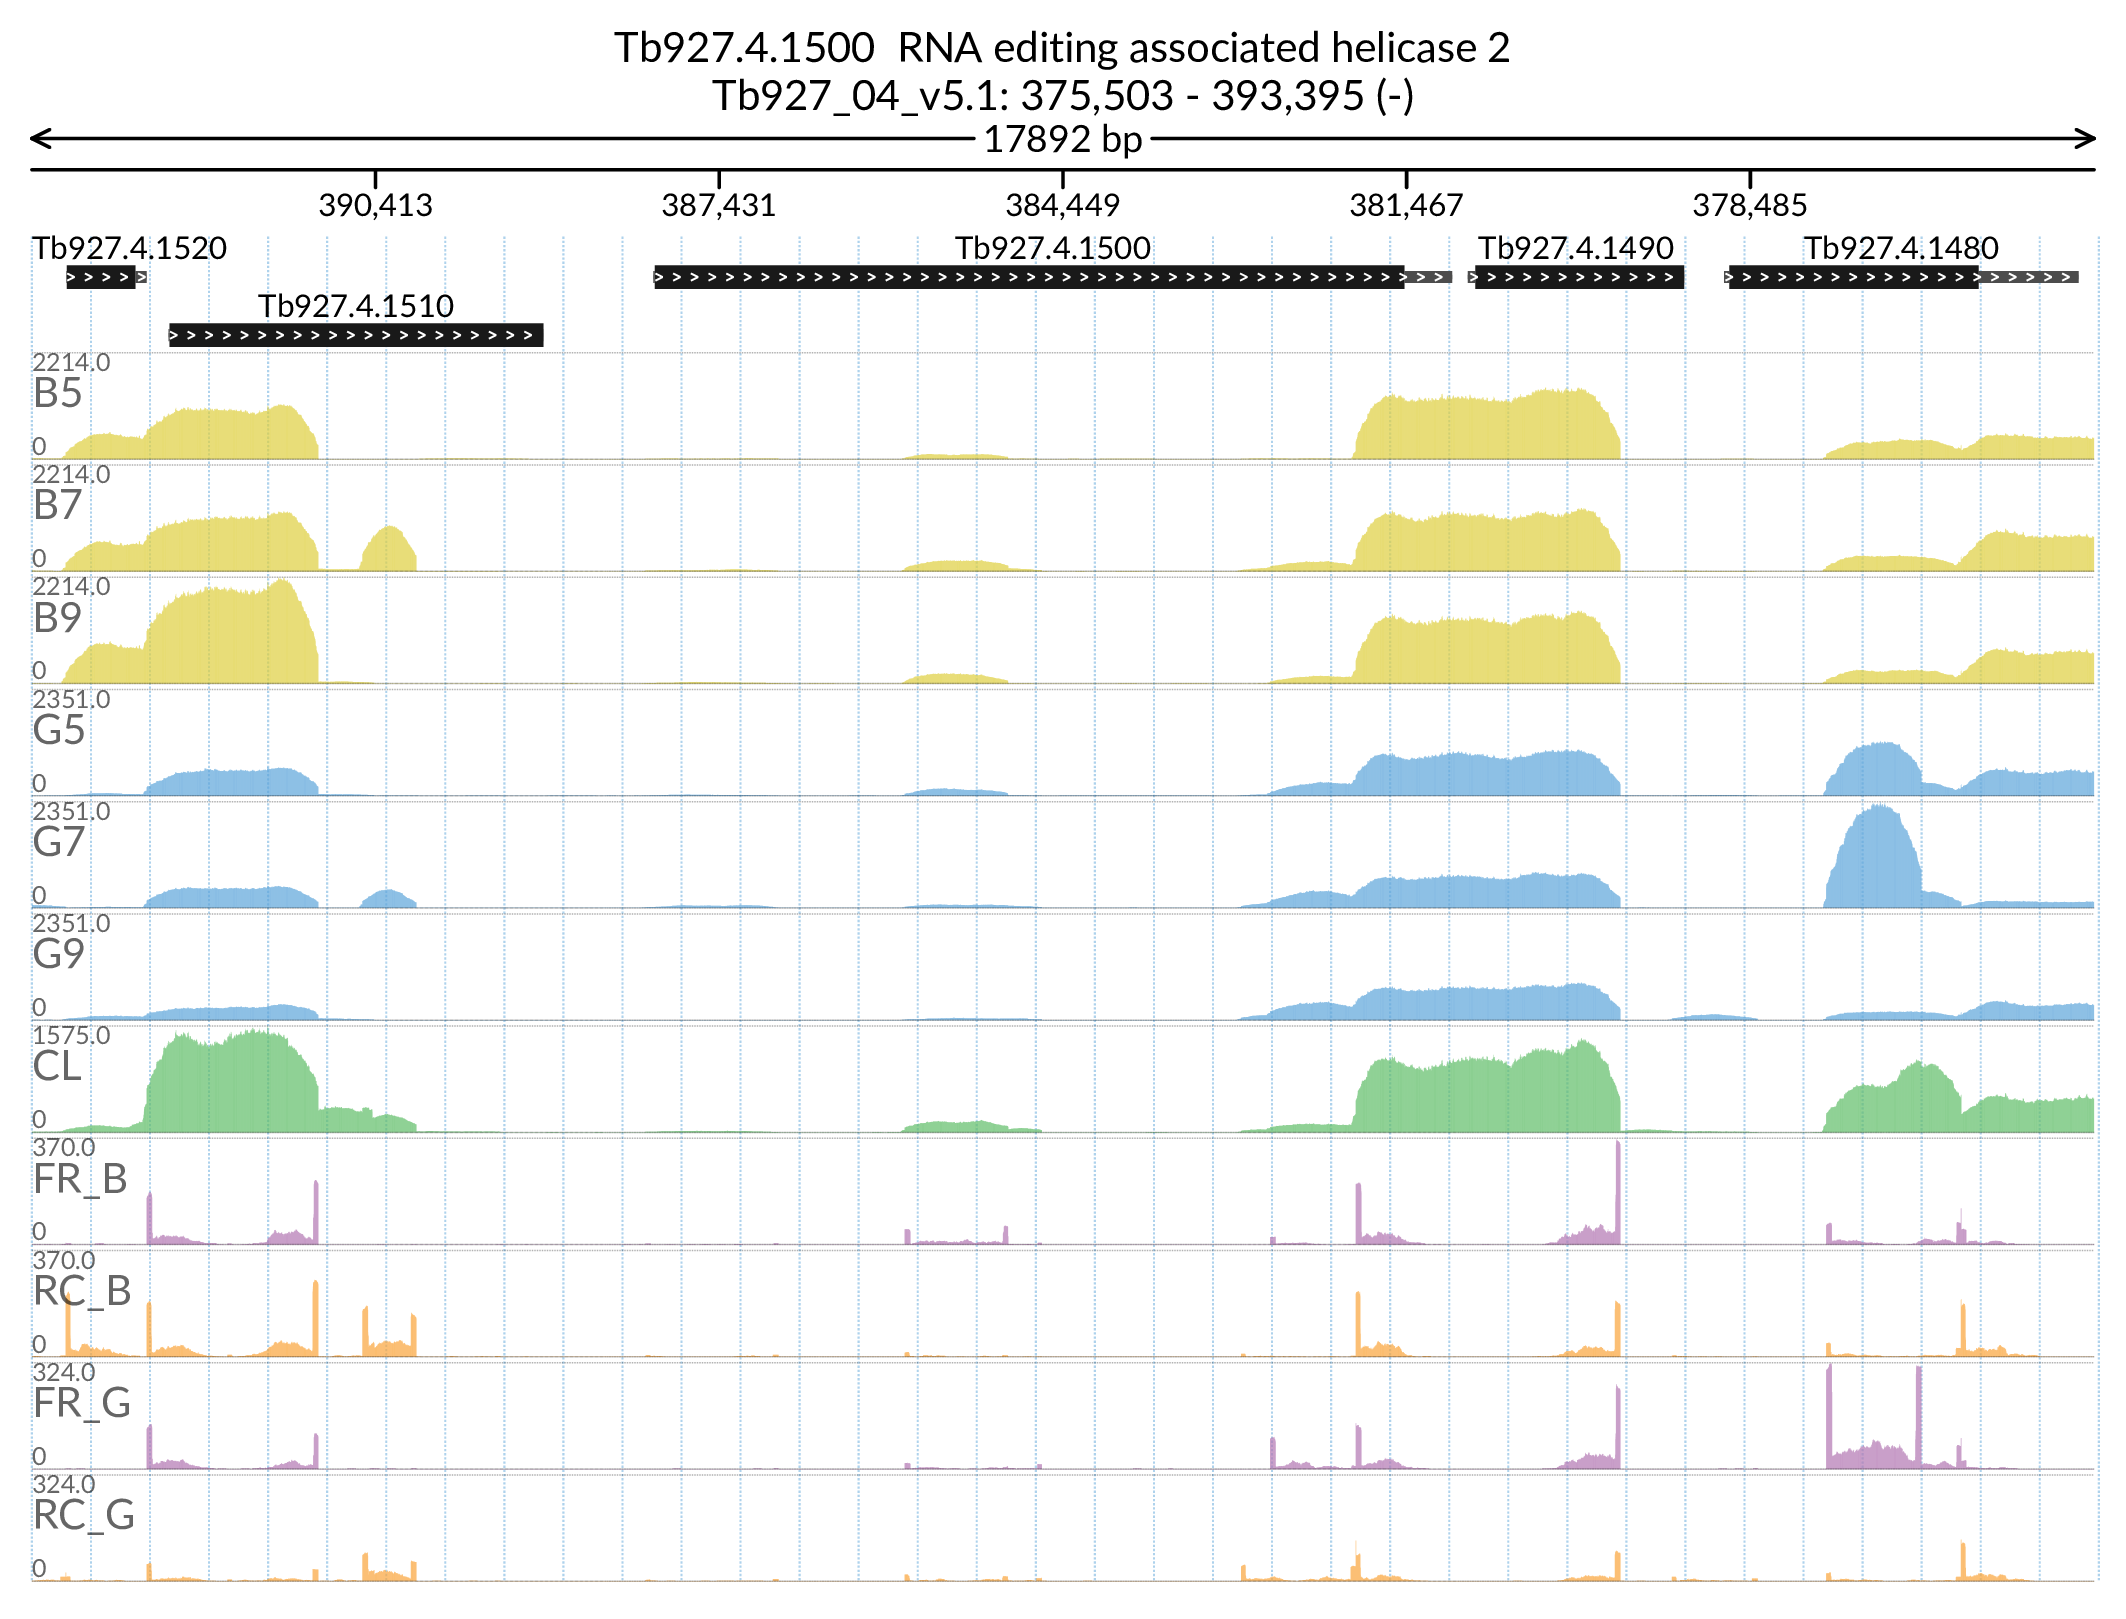 Tb927.4.1500  RNA editing associated helicase 2
Tb927_04_v5.1: 375,503 - 393,395 (-)
17892 bp
390,413 387,431 384,449 381,467 378,485
Tb927.4.1520 Tb927.4.1500 Tb927.4.1490 Tb927.4.1480
Tb927.4.1510
2214.0
B5
0
2214.0
B7
0
2214.0
B9
0
2351.0
G5
0
2351.0
G7
0
2351.0
G9
0
1575.0
CL
0
370.0
FR_B
0
370.0
RC_B
0
324.0
FR_G
0
324.0
RC_G
0